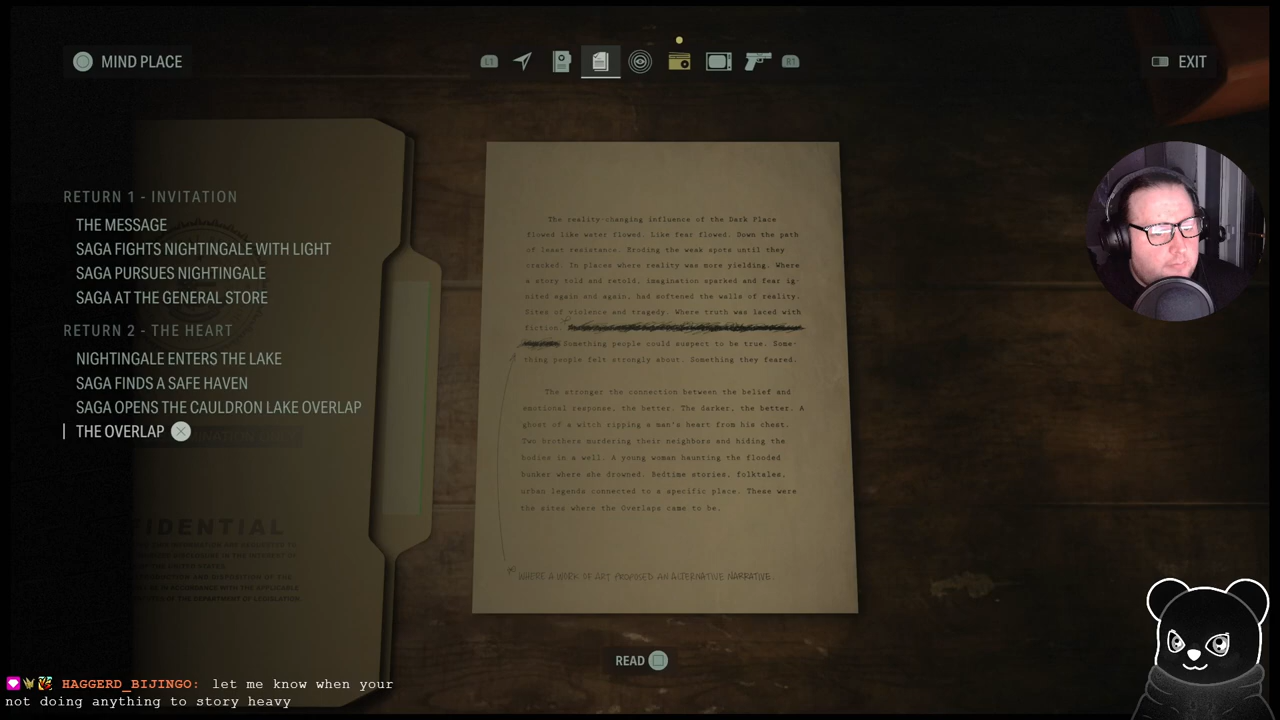 MIND PLACE
L1
R1
EXIT
RETURN 1 - INVITATION
THE MESSAGE
SAGA FIGHTS NIGHTINGALE WITH LIGHT
SAGA PURSUES NIGHTINGALE
SAGA AT THE GENERAL STORE
RETURN 2 - THE HEART
NIGHTINGALE ENTERS THE LAKE
SAGA FINDS A SAFE HAVEN
SAGA OPENS THE CAULDRON LAKE OVERLAP
THE OVERLAP
FIDENTIAL
The reality-changing influence of the Dark Place
flowed like water flowed. Like fear flowed. Down the path
of least resistance. Eroding the weak spots until they
cracked. In places where reality was more yielding. Where
a story told and retold, imagination sparked and fear ig-
nited again and again, had softened the walls of reality.
Sites of violence and tragedy. Where truth was laced with
fiction.
Something people could suspect to be true. Some-
thing people felt strongly about. Something they feared.
The stronger the connection between the belief and
emotional response, the better. The darker, the better. A
ghost of a witch ripping a man's heart from his chest.
Two brothers murdering their neighbors and hiding the
bodies in a well. A young woman haunting the flooded
bunker where she drowned. Bedtime stories, folktales,
urban legends connected to a specific place. These were
the sites where the Overlaps came to be.
WHERE A WORK OF ART PROPOSED AN ALTERNATIVE NARRATIVE.
READ
HAGGERD_BIJINGO: let me know when your
not doing anything to story heavy